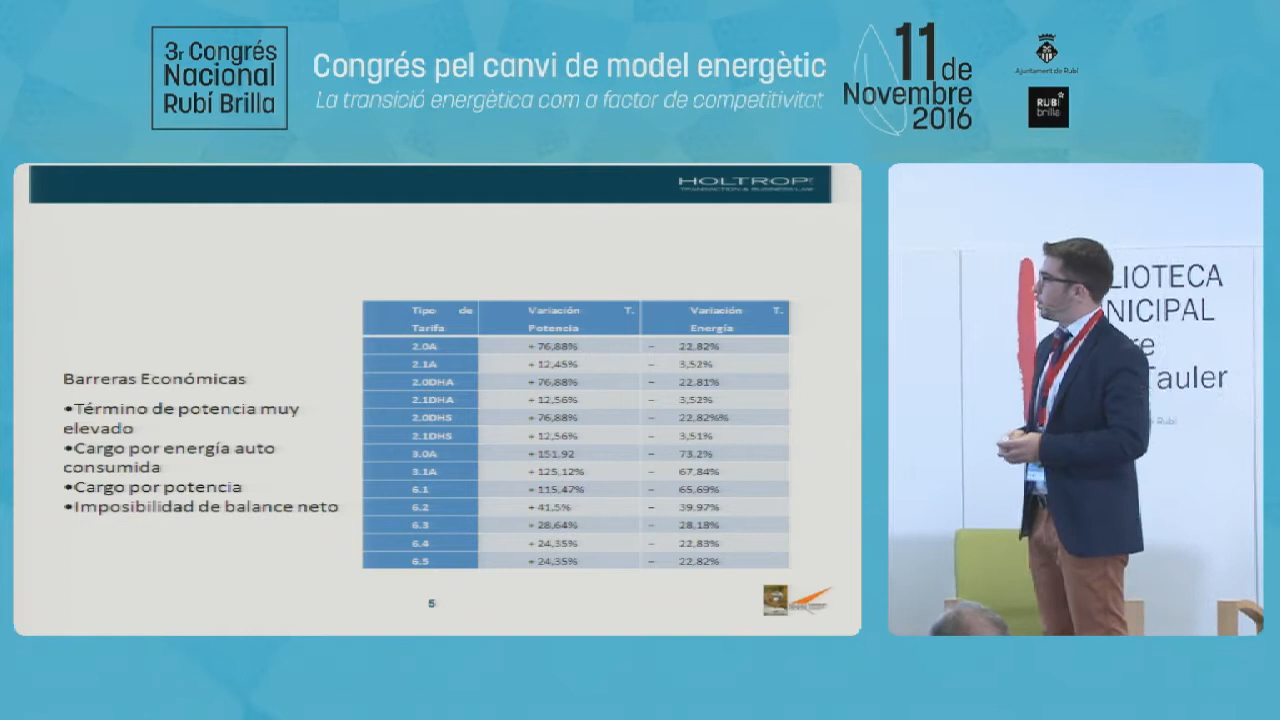 3r Congrés
Nacional
Rubí Brilla
Congrés pel canvi de model energètic
La transició energètica com a factor de competitivitat
11 de
Novembre
2016
Ajuntament de Rubí
RUBÍ
brilla
HOLTROP
TRANSACTION & BUSINESS LAW
Barreras Económicas
•Término de potencia muy
elevado
•Cargo por energía auto
consumida
•Cargo por potencia
•Imposibilidad de balance neto
Tipo de Tarifa Variación T. Potencia Variación T. Energía
2.0A + 76,88% – 22,82%
2.1A + 12,45% – 3,52%
2.0DHA + 76,88% – 22,81%
2.1DHA + 12,56% – 3,52%
2.0DHS + 76,88% – 22,82%%
2.1DHS + 12,56% – 3,51%
3.0A + 151,92 – 73,2%
3.1A + 125,12% – 67,84%
6.1 + 115,47% – 65,69%
6.2 + 41,5% – 39,97%
6.3 + 28,64% – 28,18%
6.4 + 24,35% – 22,83%
6.5 + 24,35% – 22,82%
5
LIOTECA
NICIPAL
re
Tauler
Rubí